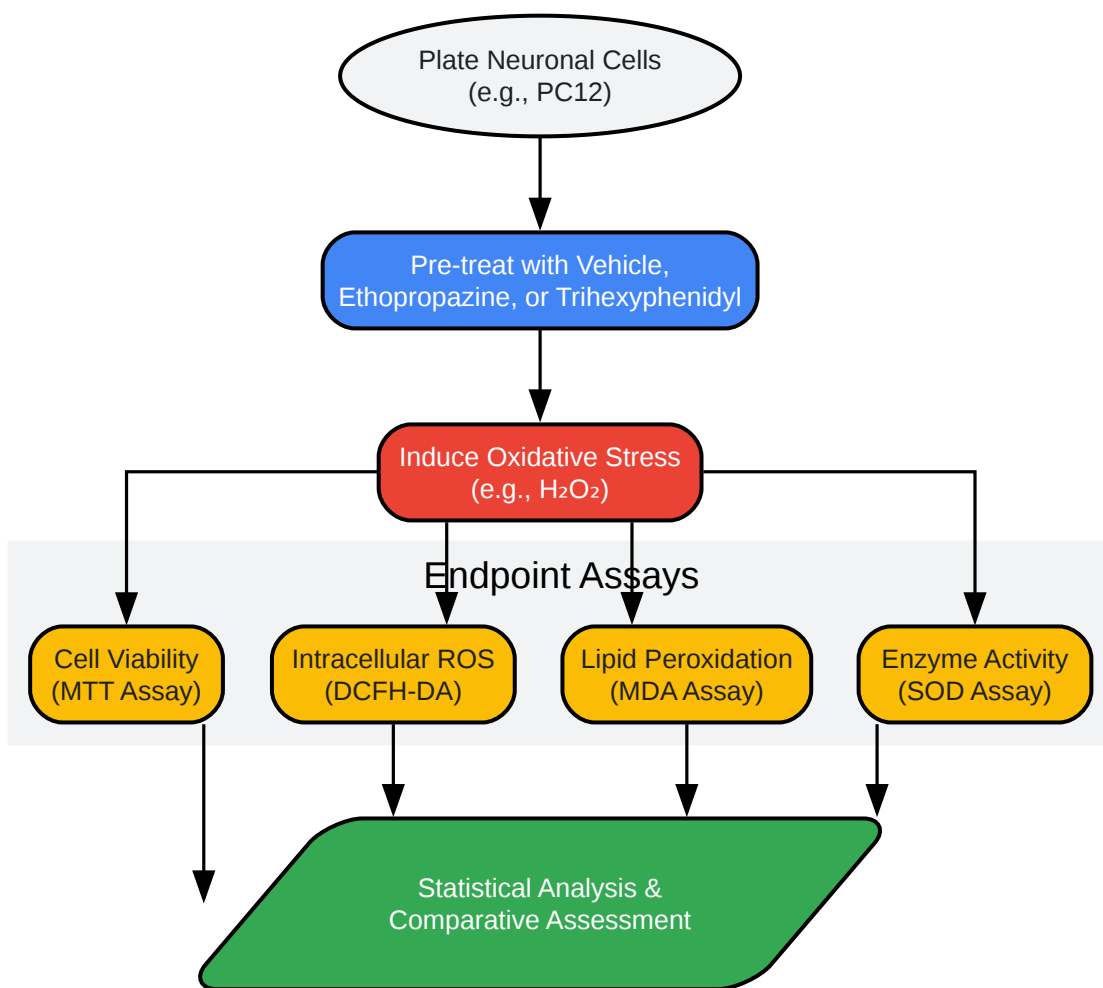 Plate Neuronal Cells
(e.g., PC12)
Pre-treat with Vehicle,
Ethopropazine, or Trihexyphenidyl
Induce Oxidative Stress
(e.g., H₂O₂)
Endpoint Assays
Cell Viability
(MTT Assay)
Intracellular ROS
(DCFH-DA)
Lipid Peroxidation
(MDA Assay)
Enzyme Activity
(SOD Assay)
Statistical Analysis &
Comparative Assessment